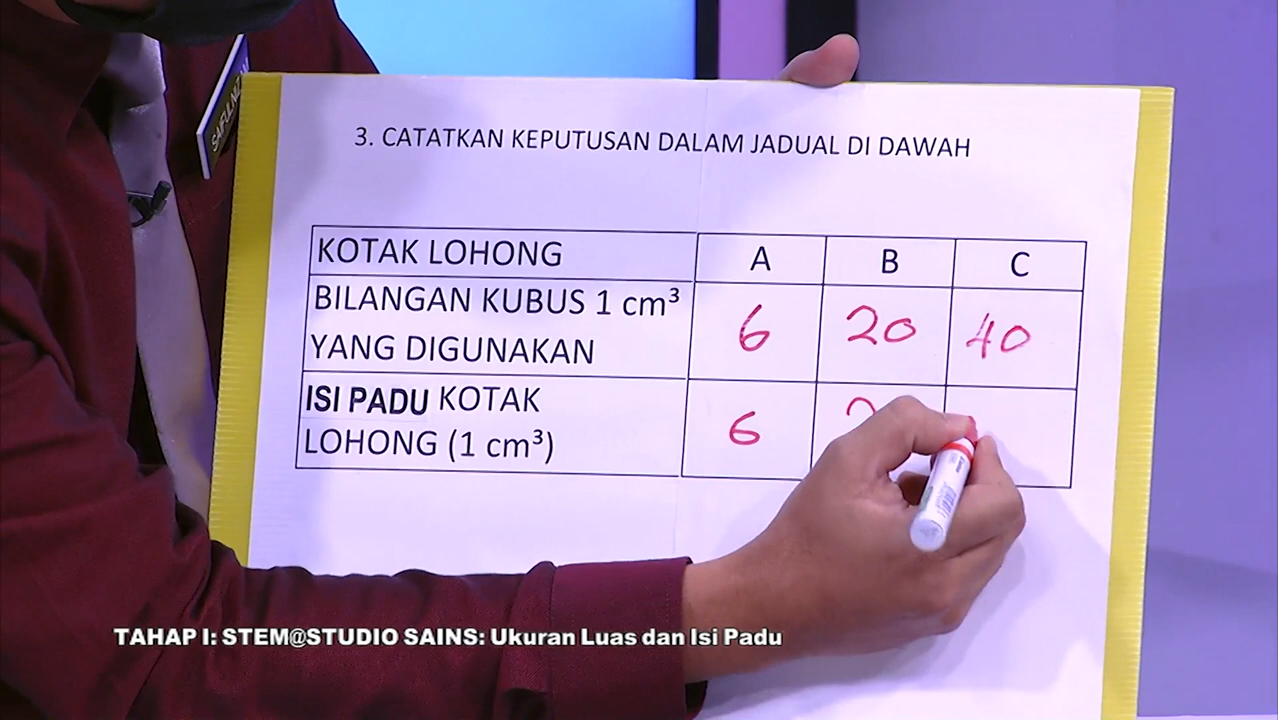 3. CATATKAN KEPUTUSAN DALAM JADUAL DI DAWAH
KOTAK LOHONG A B C
BILANGAN KUBUS 1 cm³
YANG DIGUNAKAN 6 20 40
ISI PADU KOTAK
LOHONG (1 cm³) 6
TAHAP I: STEM@STUDIO SAINS: Ukuran Luas dan Isi Padu